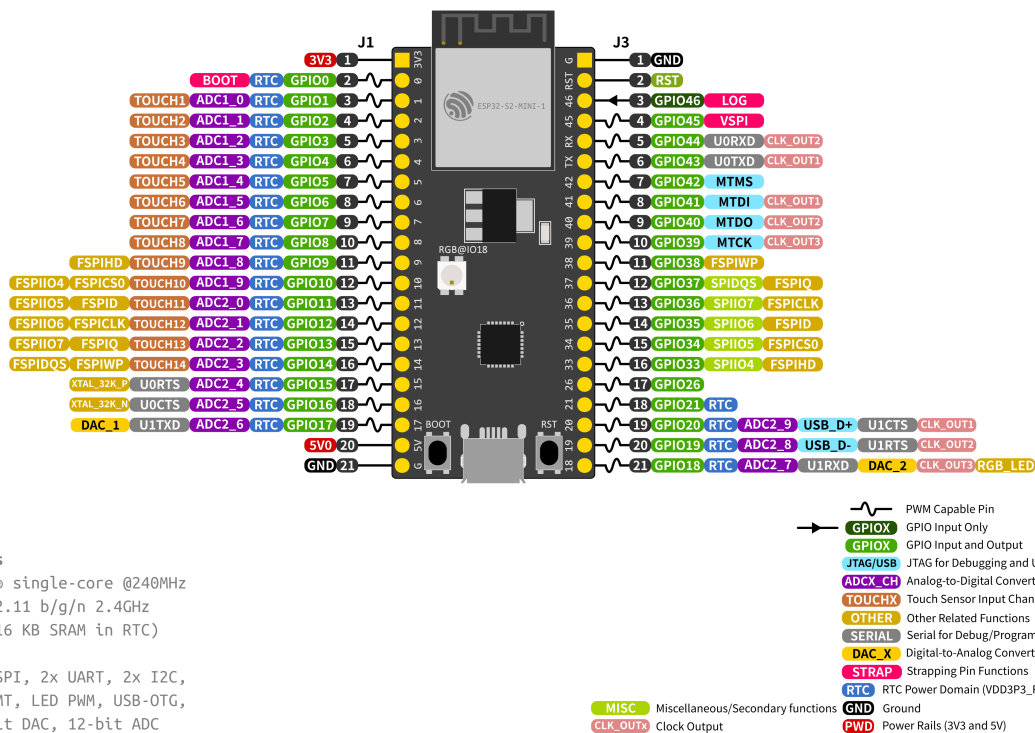 J1 J3
3V3 1 3V3 G 1 GND
BOOT RTC GPIO0 2 0 RST 2 RST
TOUCH1 ADC1_0 RTC GPIO1 3 1 46 3 GPIO46 LOG
TOUCH2 ADC1_1 RTC GPIO2 4 2 ESP32-S2-MINI-1 45 4 GPIO45 VSPI
TOUCH3 ADC1_2 RTC GPIO3 5 3 RX 5 GPIO44 U0RXD CLK_OUT2
TOUCH4 ADC1_3 RTC GPIO4 6 4 TX 6 GPIO43 U0TXD CLK_OUT1
TOUCH5 ADC1_4 RTC GPIO5 7 5 42 7 GPIO42 MTMS
TOUCH6 ADC1_5 RTC GPIO6 8 6 41 8 GPIO41 MTDI CLK_OUT1
TOUCH7 ADC1_6 RTC GPIO7 9 7 40 9 GPIO40 MTDO CLK_OUT2
TOUCH8 ADC1_7 RTC GPIO8 10 8 39 10 GPIO39 MTCK CLK_OUT3
RGB@IO18
FSPIHD TOUCH9 ADC1_8 RTC GPIO9 11 9 38 11 GPIO38 FSPIWP
FSPIIO4 FSPICS0 TOUCH10 ADC1_9 RTC GPIO10 12 10 37 12 GPIO37 SPIDQS FSPIQ
FSPIIO5 FSPID TOUCH11 ADC2_0 RTC GPIO11 13 11 36 13 GPIO36 SPIIO7 FSPICLK
FSPIIO6 FSPICLK TOUCH12 ADC2_1 RTC GPIO12 14 12 35 14 GPIO35 SPIIO6 FSPID
FSPIIO7 FSPIQ TOUCH13 ADC2_2 RTC GPIO13 15 13 34 15 GPIO34 SPIIO5 FSPICS0
FSPIDQS FSPIWP TOUCH14 ADC2_3 RTC GPIO14 16 14 33 16 GPIO33 SPIIO4 FSPIHD
XTAL_32K_P U0RTS ADC2_4 RTC GPIO15 17 15 26 17 GPIO26
XTAL_32K_N U0CTS ADC2_5 RTC GPIO16 18 16 21 18 GPIO21 RTC
DAC_1 U1TXD ADC2_6 RTC GPIO17 19 17 BOOT RST 20 19 GPIO20 RTC ADC2_9 USB_D+ U1CTS CLK_OUT1
5V0 20 5V 19 20 GPIO19 RTC ADC2_8 USB_D- U1RTS CLK_OUT2
GND 21 G 18 21 GPIO18 RTC ADC2_7 U1RXD DAC_2 CLK_OUT3 RGB_LED
PWM Capable Pin
GPIOX GPIO Input Only
GPIOX GPIO Input and Output
JTAG/USB JTAG for Debugging and U
ADCX_CH Analog-to-Digital Convert
TOUCHX Touch Sensor Input Chan
OTHER Other Related Functions
SERIAL Serial for Debug/Program
DAC_X Digital-to-Analog Convert
STRAP Strapping Pin Functions
RTC RTC Power Domain (VDD3P3_
MISC Miscellaneous/Secondary functions GND Ground
CLK_OUTx Clock Output PWD Power Rails (3V3 and 5V)
s
single-core @240MHz
2.11 b/g/n 2.4GHz
16 KB SRAM in RTC)
SPI, 2x UART, 2x I2C,
MT, LED PWM, USB-OTG,
it DAC, 12-bit ADC